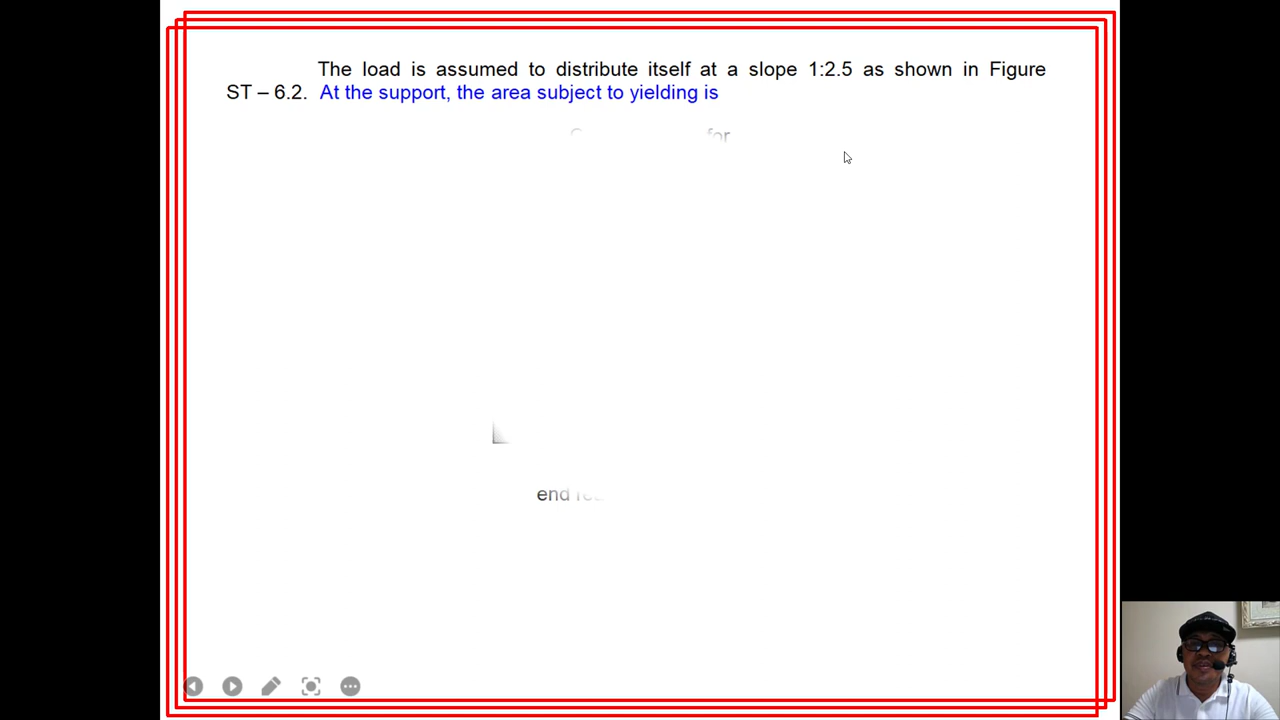 The load is assumed to distribute itself at a slope 1:2.5 as shown in Figure
ST – 6.2. At the support, the area subject to yielding is
for
end